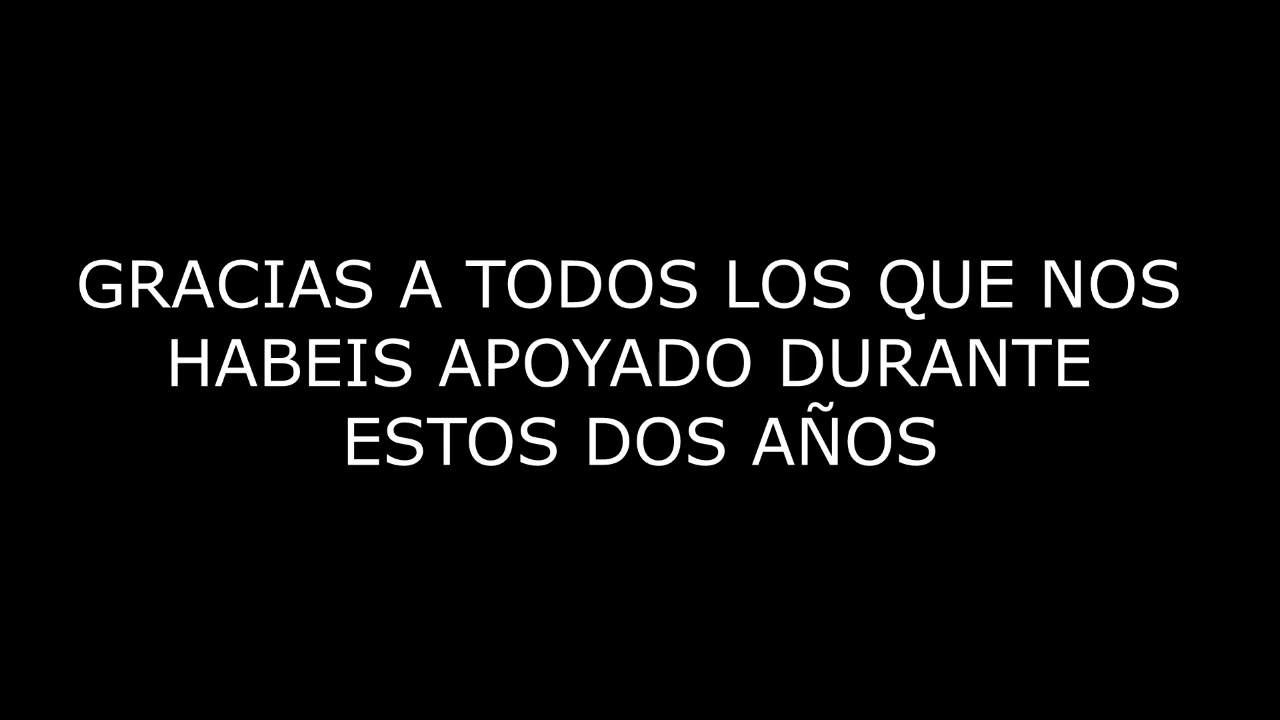 GRACIAS A TODOS LOS QUE NOS
HABEIS APOYADO DURANTE
ESTOS DOS AÑOS